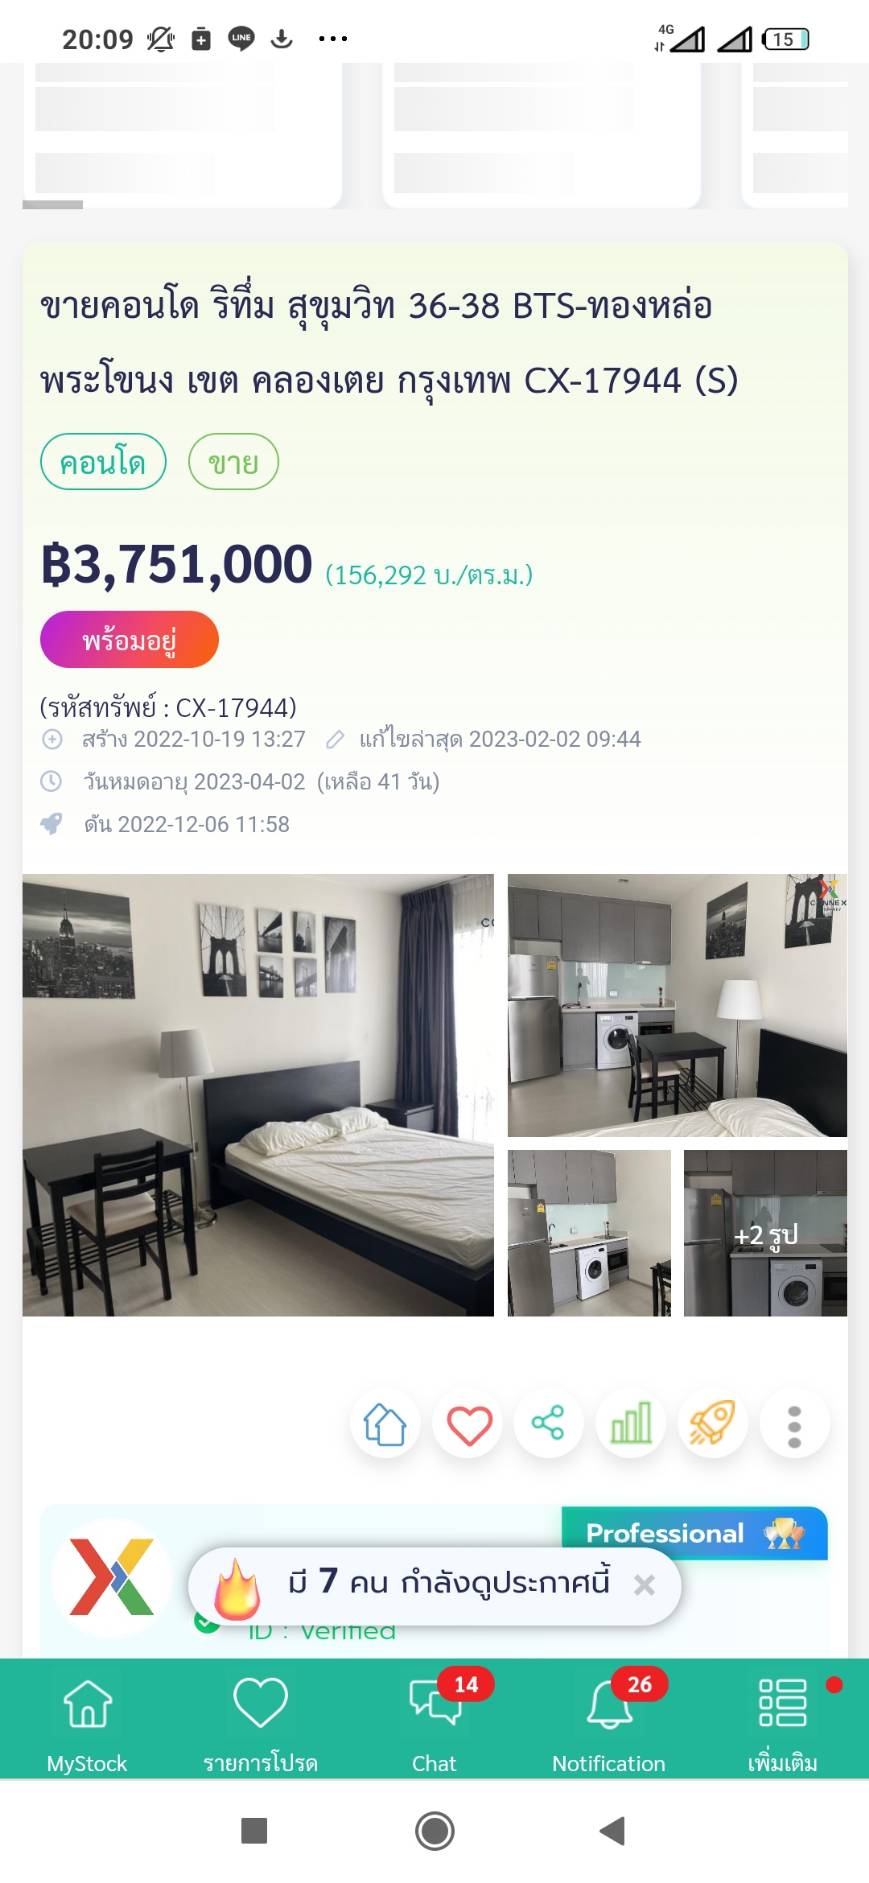 20:09
LINE
4G
15
ขายคอนโด ริทึ่ม สุขุมวิท 36-38 BTS-ทองหล่อ
พระโขนง เขต คลองเตย กรุงเทพ CX-17944 (S)
คอนโด ขาย
฿3,751,000 (156,292 บ./ตร.ม.)
พร้อมอยู่
(รหัสทรัพย์ : CX-17944)
สร้าง 2022-10-19 13:27 แก้ไขล่าสุด 2023-02-02 09:44
วันหมดอายุ 2023-04-02 (เหลือ 41 วัน)
ดัน 2022-12-06 11:58
+2 รูป
Professional
มี 7 คน กำลังดูประกาศนี้
ID : Verified
14
26
MyStock รายการโปรด Chat Notification เพิ่มเติม